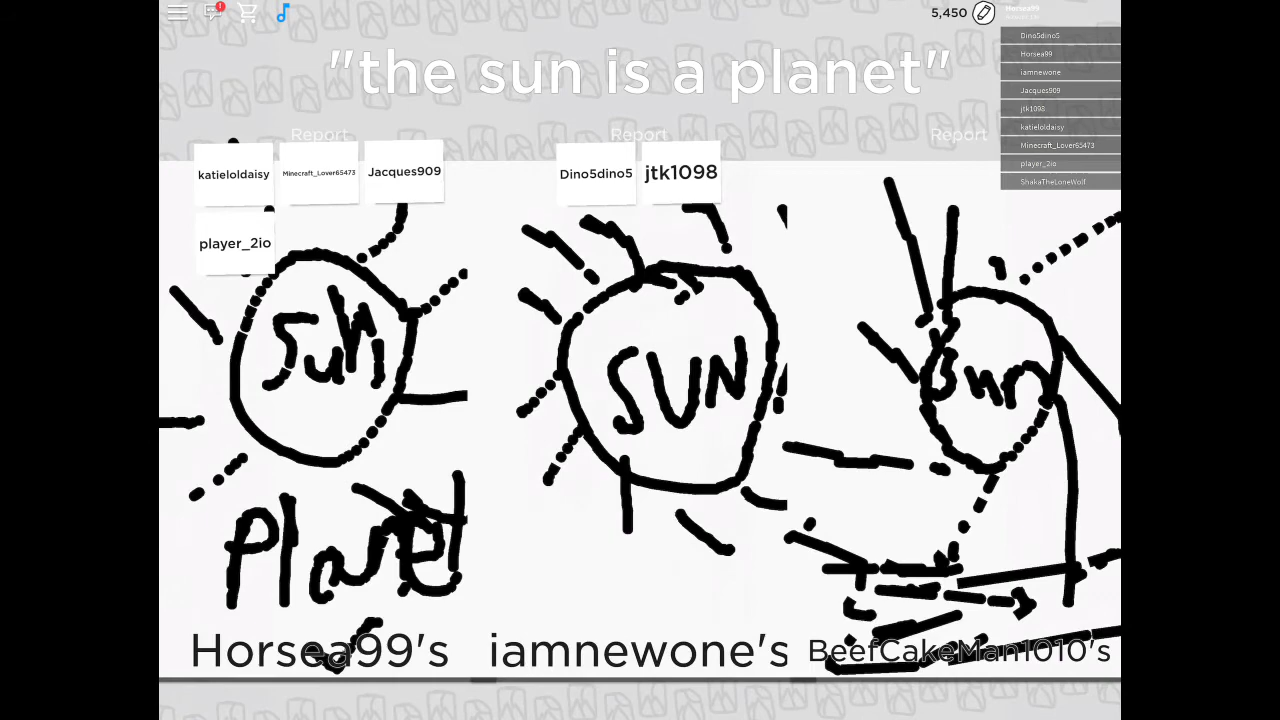 5,450
Horsea99
"the sun is a planet"
Dino5dino5
Horsea99
iamnewone
Jacques909
jtk1098
katieloldaisy
Minecraft_Lover65473
player_2io
ShakaTheLoneWolf
Report
Report
Report
katieloldaisy
Minecraft_Lover65473
Jacques909
player_2io
Dino5dino5
jtk1098
Sun
Planet
SUN
Sun
Horsea99's
iamnewone's
BeefCakeMan1010's